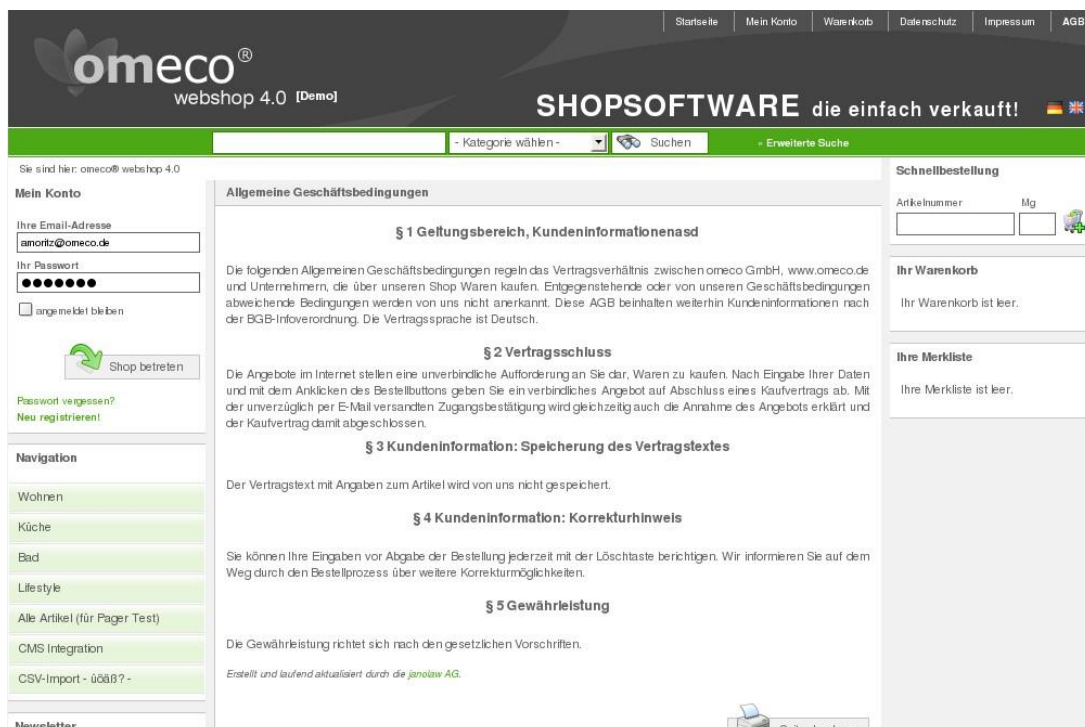 Startseite Mein Konto Warenkorb Datenschutz Impressum AGB
omeco®
webshop 4.0 [Demo]
SHOPSOFTWARE die einfach verkauft!
- Kategorie wählen - Suchen » Erweiterte Suche
Sie sind hier: omeco® webshop 4.0
Mein Konto
Ihre Email-Adresse
amoritz@omeco.de
Ihr Passwort
●●●●●●●
angemeldet bleiben
Shop betreten
Passwort vergessen?
Neu registrieren!
Navigation
Wohnen
Küche
Bad
Lifestyle
Alle Artikel (für Pager Test)
CMS Integration
CSV-Import - üöäß? -
Newsletter
Allgemeine Geschäftsbedingungen
§ 1 Geltungsbereich, Kundeninformationenasd
Die folgenden Allgemeinen Geschäftsbedingungen regeln das Vertragsverhältnis zwischen omeco GmbH, www.omeco.de
und Unternehmern, die über unseren Shop Waren kaufen. Entgegenstehende oder von unseren Geschäftsbedingungen
abweichende Bedingungen werden von uns nicht anerkannt. Diese AGB beinhalten weiterhin Kundeninformationen nach
der BGB-Infoverordnung. Die Vertragssprache ist Deutsch.
§ 2 Vertragsschluss
Die Angebote im Internet stellen eine unverbindliche Aufforderung an Sie dar, Waren zu kaufen. Nach Eingabe Ihrer Daten
und mit dem Anklicken des Bestellbuttons geben Sie ein verbindliches Angebot auf Abschluss eines Kaufvertrags ab. Mit
der unverzüglich per E-Mail versandten Zugangsbestätigung wird gleichzeitig auch die Annahme des Angebots erklärt und
der Kaufvertrag damit abgeschlossen.
§ 3 Kundeninformation: Speicherung des Vertragstextes
Der Vertragstext mit Angaben zum Artikel wird von uns nicht gespeichert.
§ 4 Kundeninformation: Korrekturhinweis
Sie können Ihre Eingaben vor Abgabe der Bestellung jederzeit mit der Löschtaste berichtigen. Wir informieren Sie auf dem
Weg durch den Bestellprozess über weitere Korrekturmöglichkeiten.
§ 5 Gewährleistung
Die Gewährleistung richtet sich nach den gesetzlichen Vorschriften.
Erstellt und laufend aktualisiert durch die janolaw AG.
Schnellbestellung
Artikelnummer Mg
Ihr Warenkorb
Ihr Warenkorb ist leer.
Ihre Merkliste
Ihre Merkliste ist leer.